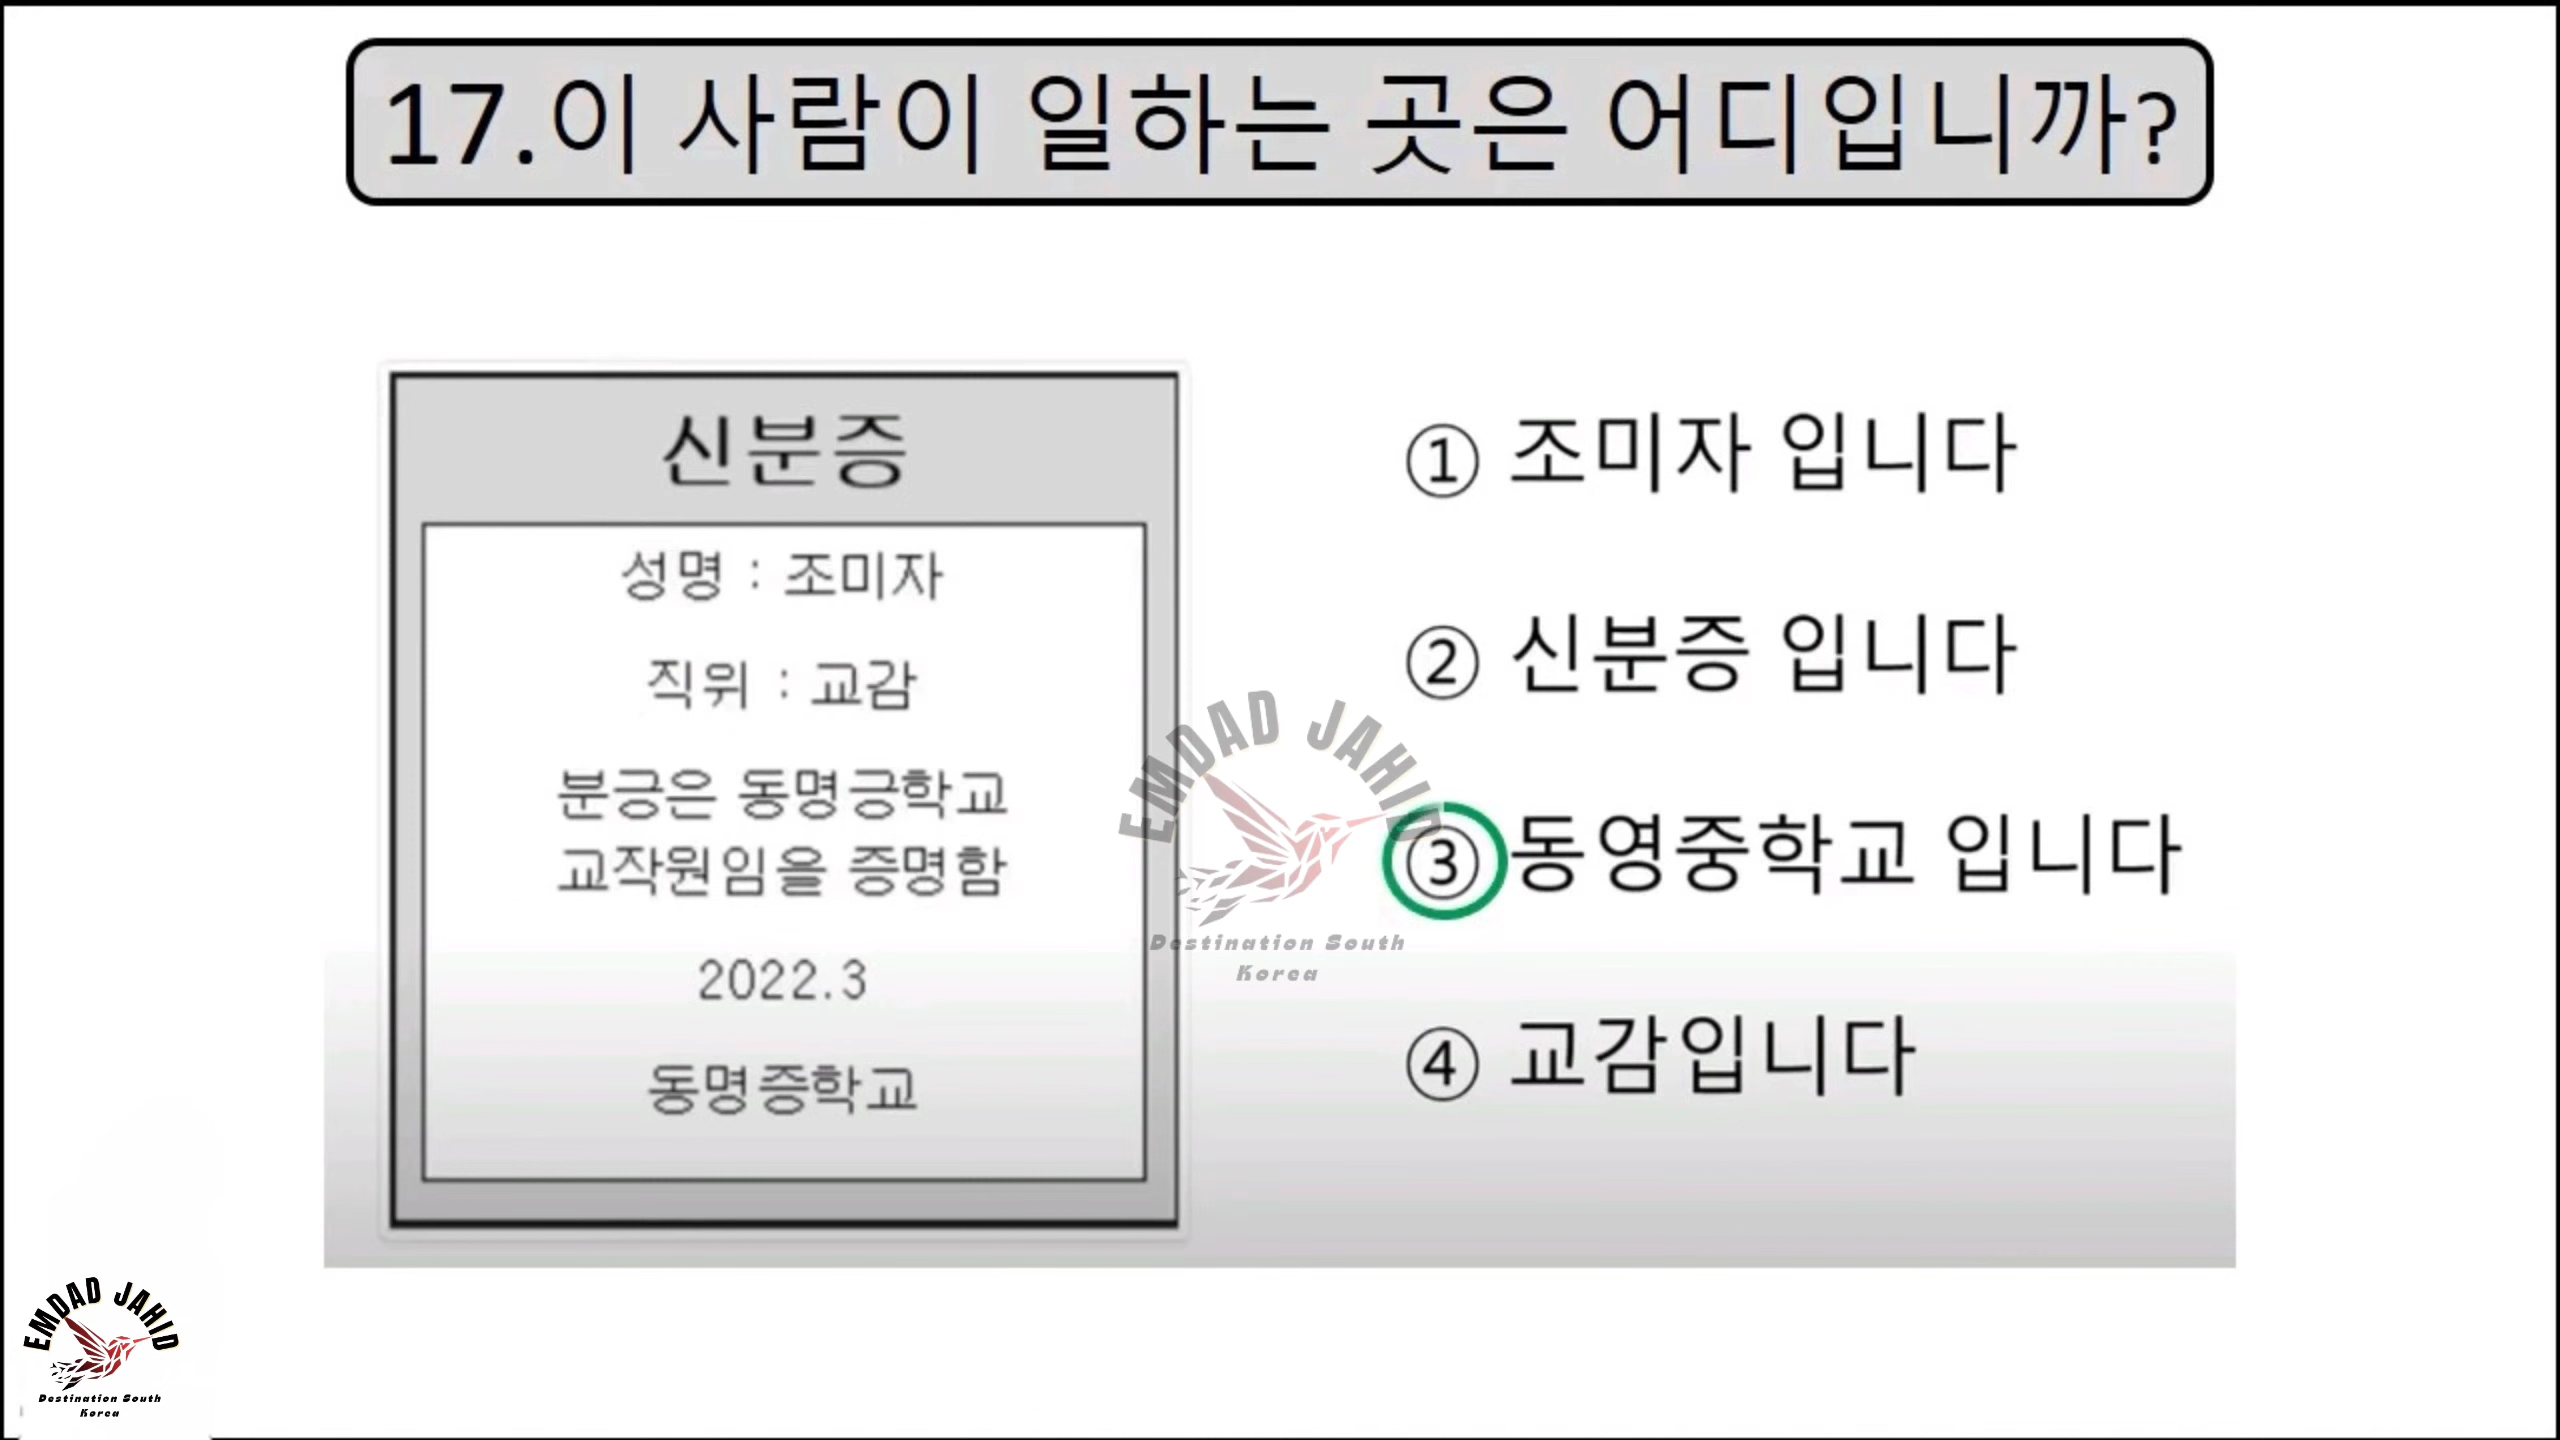 17.이 사람이 일하는 곳은 어디입니까?
신분증
성명 : 조미자
직위 : 교감
분긍은 동명긍학교
교작원임을 증명함
2022.3
동명증학교
① 조미자 입니다
② 신분증 입니다
③ 동영중학교 입니다
④ 교감입니다
EMDAD JAHID
Destination South
Korea
EMDAD JAHID
Destination South
Korea